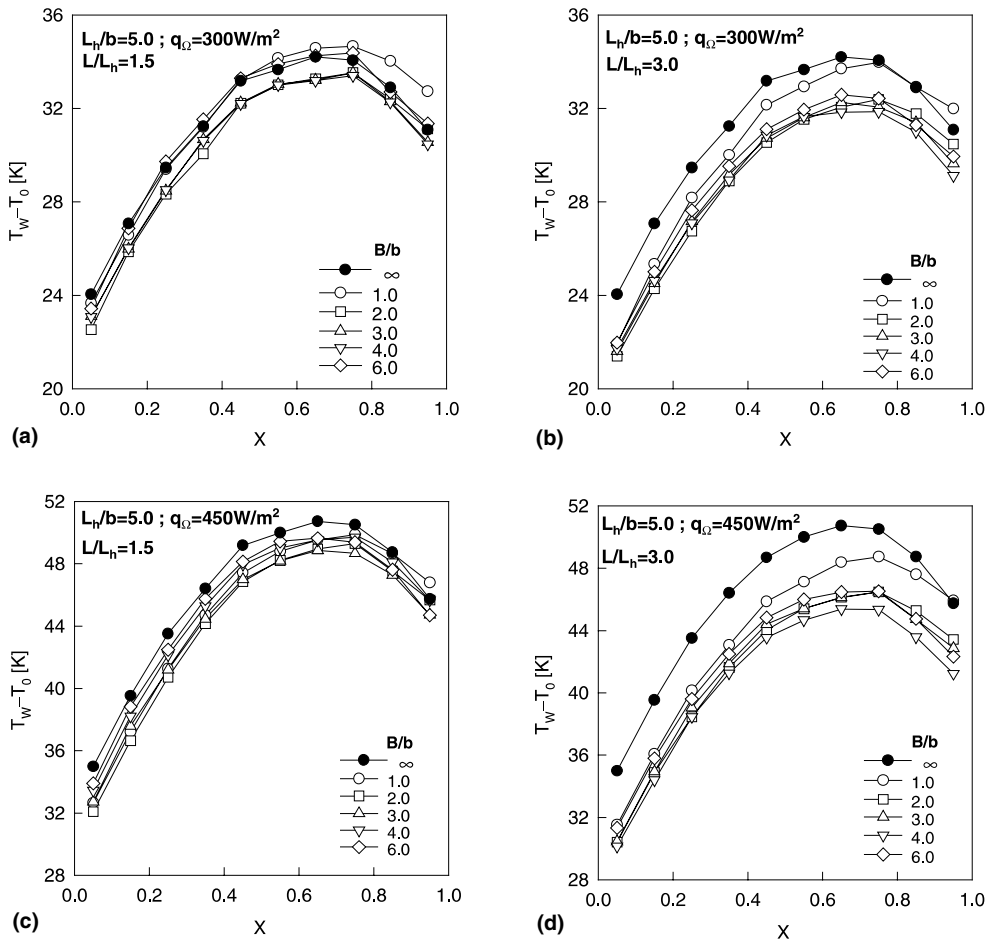 36
32
28
24
20
T_W−T_0 [K]
L_h/b=5.0 ; q_Ω=300W/m²
L/L_h=1.5
B/b
∞
1.0
2.0
3.0
4.0
6.0
0.0 0.2 0.4 0.6 0.8 1.0
X
(a)
36
32
28
24
20
T_W−T_0 [K]
L_h/b=5.0 ; q_Ω=300W/m²
L/L_h=3.0
B/b
∞
1.0
2.0
3.0
4.0
6.0
0.0 0.2 0.4 0.6 0.8 1.0
X
(b)
52
48
44
40
36
32
28
T_W−T_0 [K]
L_h/b=5.0 ; q_Ω=450W/m²
L/L_h=1.5
B/b
∞
1.0
2.0
3.0
4.0
6.0
0.0 0.2 0.4 0.6 0.8 1.0
X
(c)
52
48
44
40
36
32
28
T_W−T_0 [K]
L_h/b=5.0 ; q_Ω=450W/m²
L/L_h=3.0
B/b
∞
1.0
2.0
3.0
4.0
6.0
0.0 0.2 0.4 0.6 0.8 1.0
X
(d)